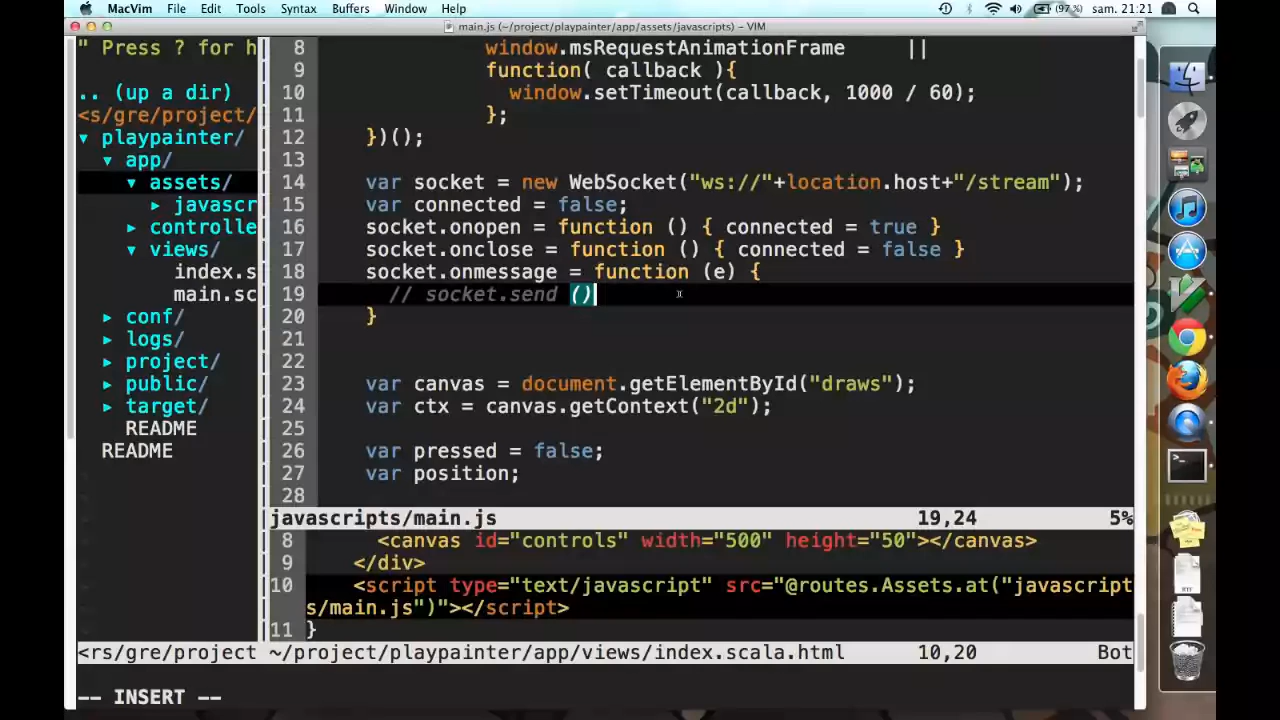 MacVim File Edit Tools Syntax Buffers Window Help (97 %) sam. 21:21
main.js (~/project/playpainter/app/assets/javascripts) – VIM
" Press ? for h
.. (up a dir)
<s/gre/project/
▾ playpainter/
▾ app/
▾ assets/
▸ javascr
▸ controlle
▾ views/
index.s
main.sc
▸ conf/
▸ logs/
▸ project/
▸ public/
▸ target/
README
README
8 window.msRequestAnimationFrame ||
9 function( callback ){
10 window.setTimeout(callback, 1000 / 60);
11 };
12 })();
13
14 var socket = new WebSocket("ws://"+location.host+"/stream");
15 var connected = false;
16 socket.onopen = function () { connected = true }
17 socket.onclose = function () { connected = false }
18 socket.onmessage = function (e) {
19 // socket.send ()
20 }
21
22
23 var canvas = document.getElementById("draws");
24 var ctx = canvas.getContext("2d");
25
26 var pressed = false;
27 var position;
28
javascripts/main.js 19,24 5%
8 <canvas id="controls" width="500" height="50"></canvas>
9 </div>
10 <script type="text/javascript" src="@routes.Assets.at("javascript
s/main.js")"></script>
11 }
<rs/gre/project ~/project/playpainter/app/views/index.scala.html 10,20 Bot
-- INSERT --